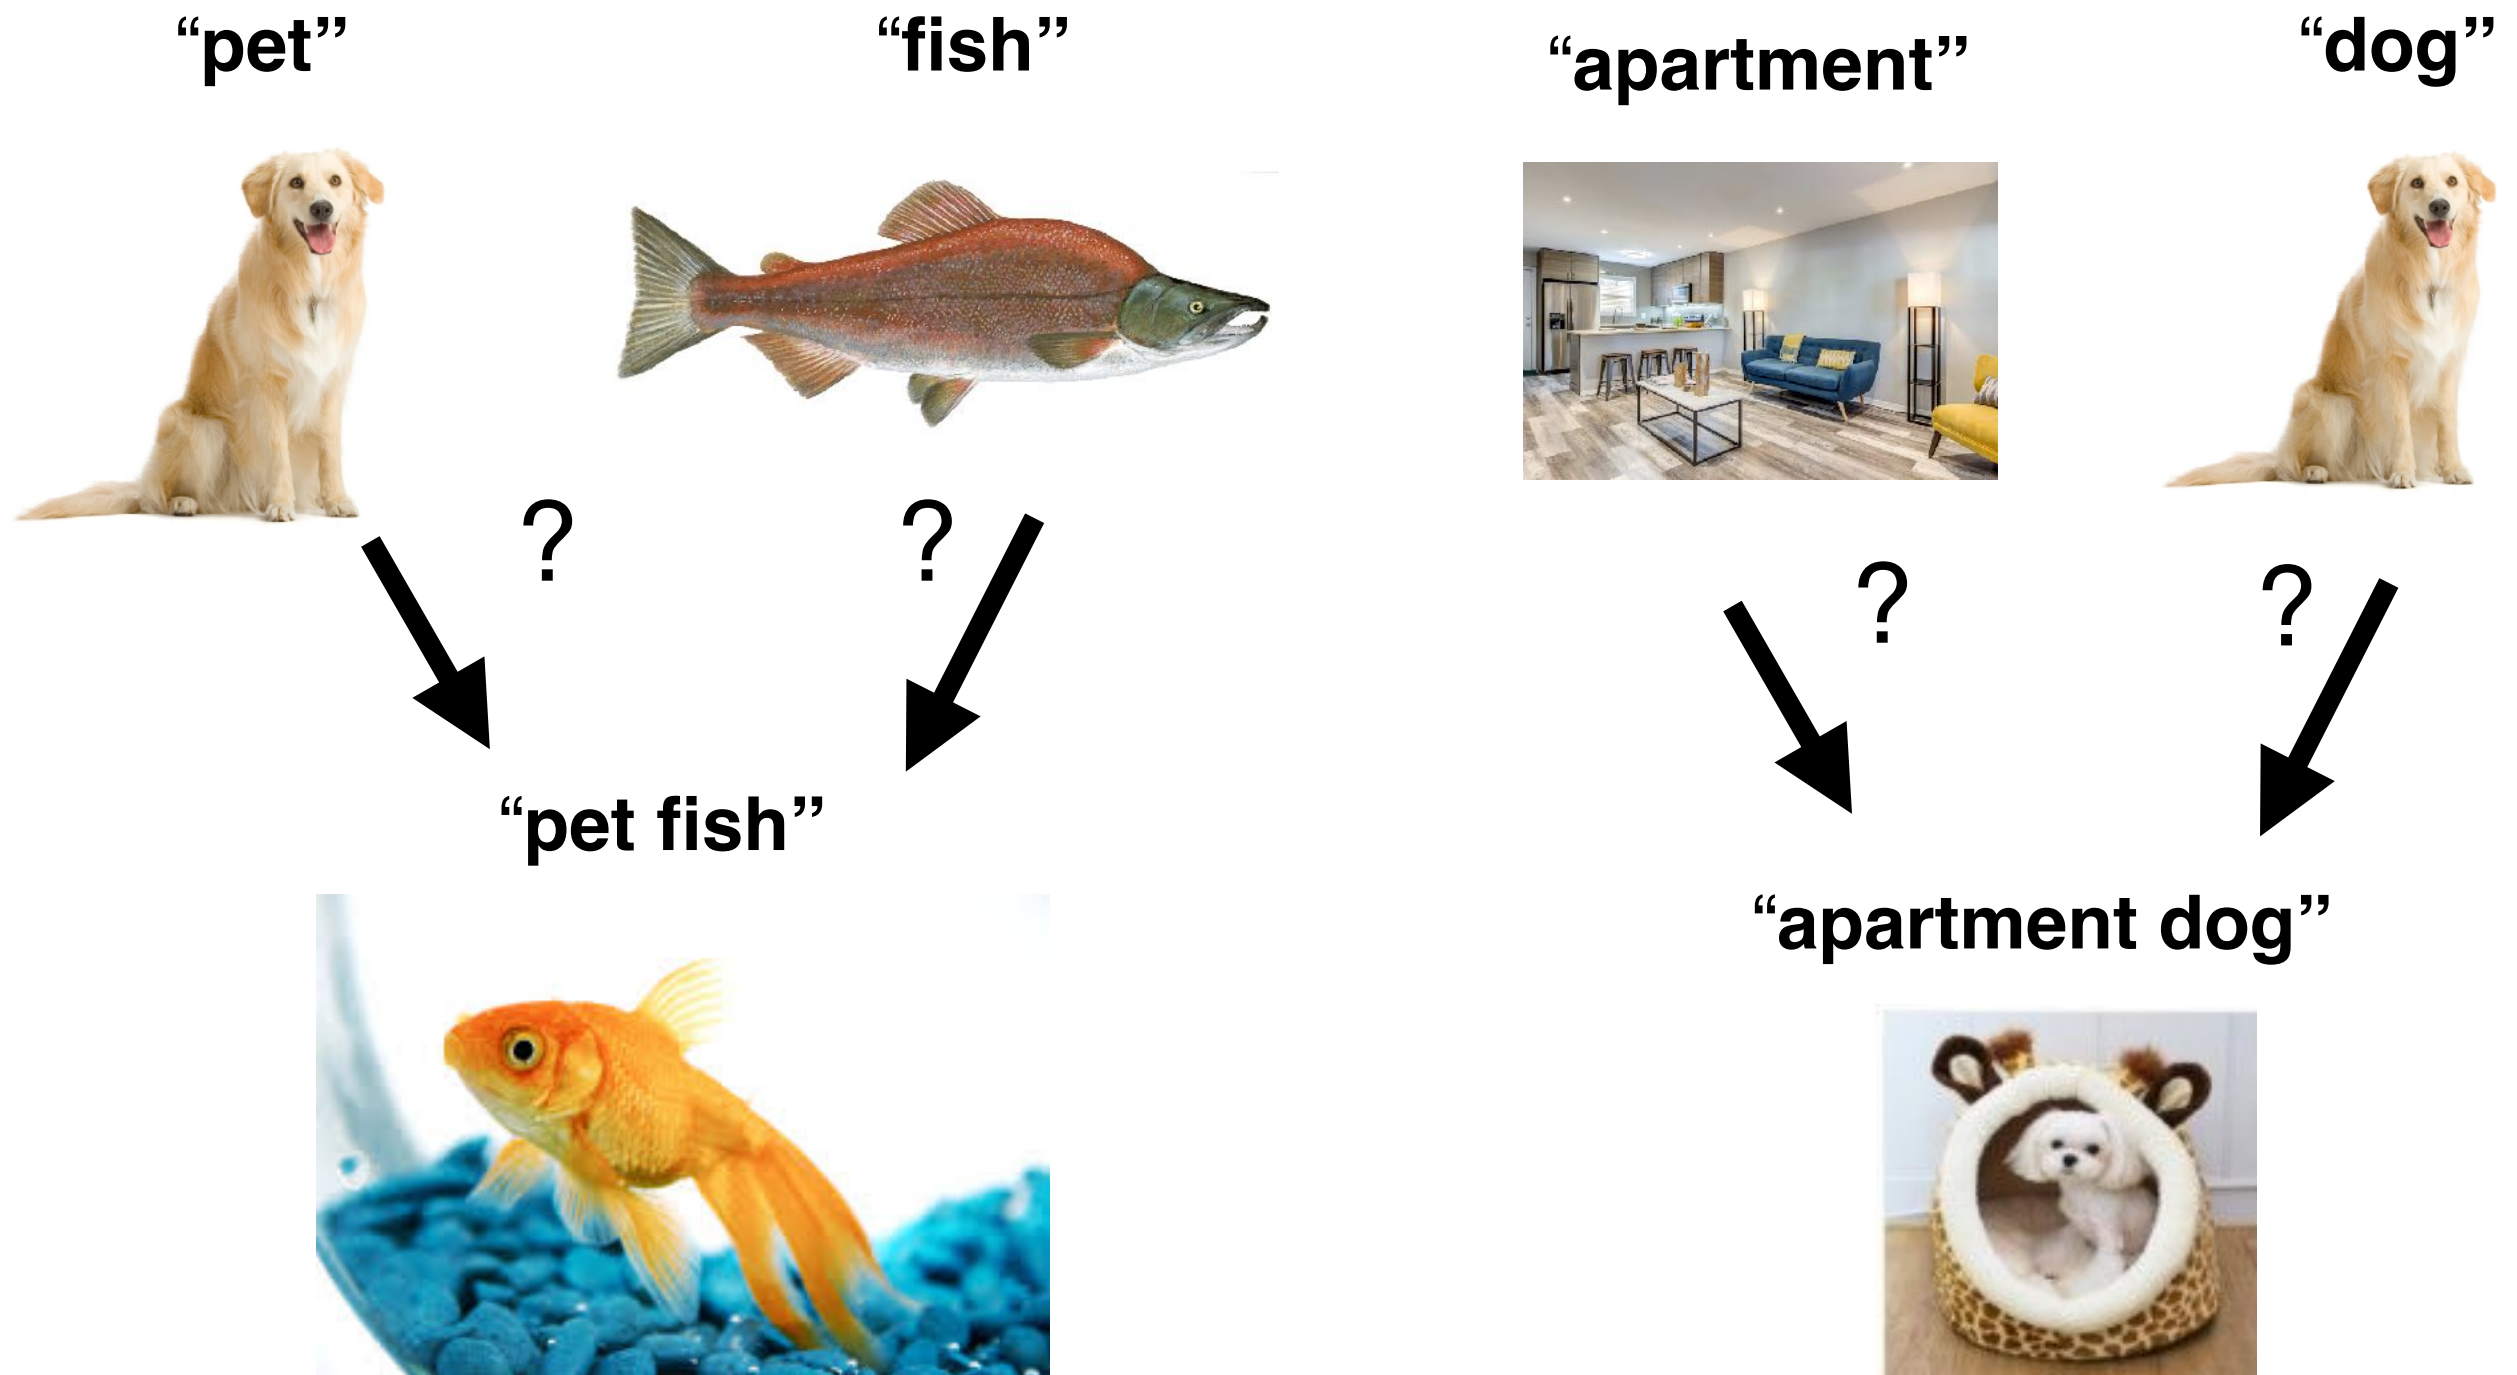 “pet”
“fish”
“apartment”
“dog”
?
?
?
?
“pet fish”
“apartment dog”